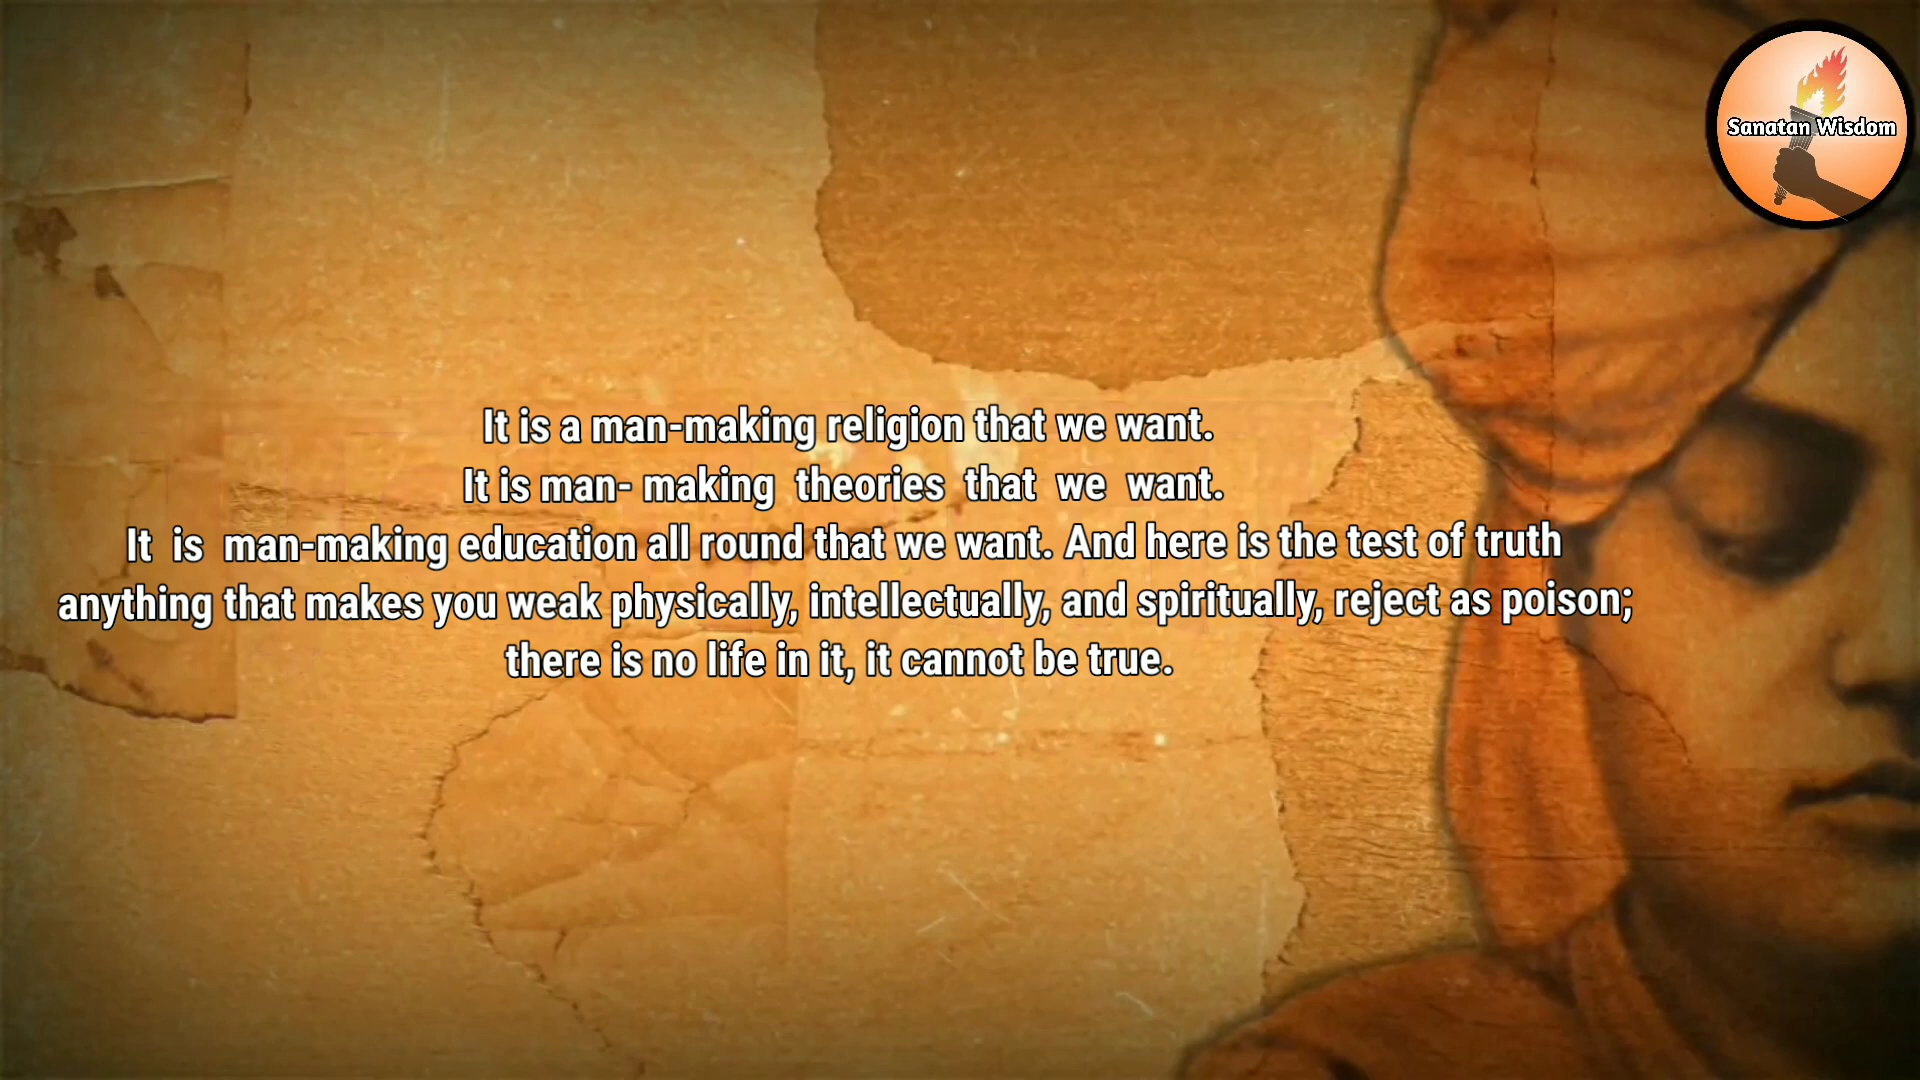 Sanatan Wisdom
It is a man-making religion that we want.
It is man- making theories that we want.
It is man-making education all round that we want. And here is the test of truth
anything that makes you weak physically, intellectually, and spiritually, reject as poison;
there is no life in it, it cannot be true.